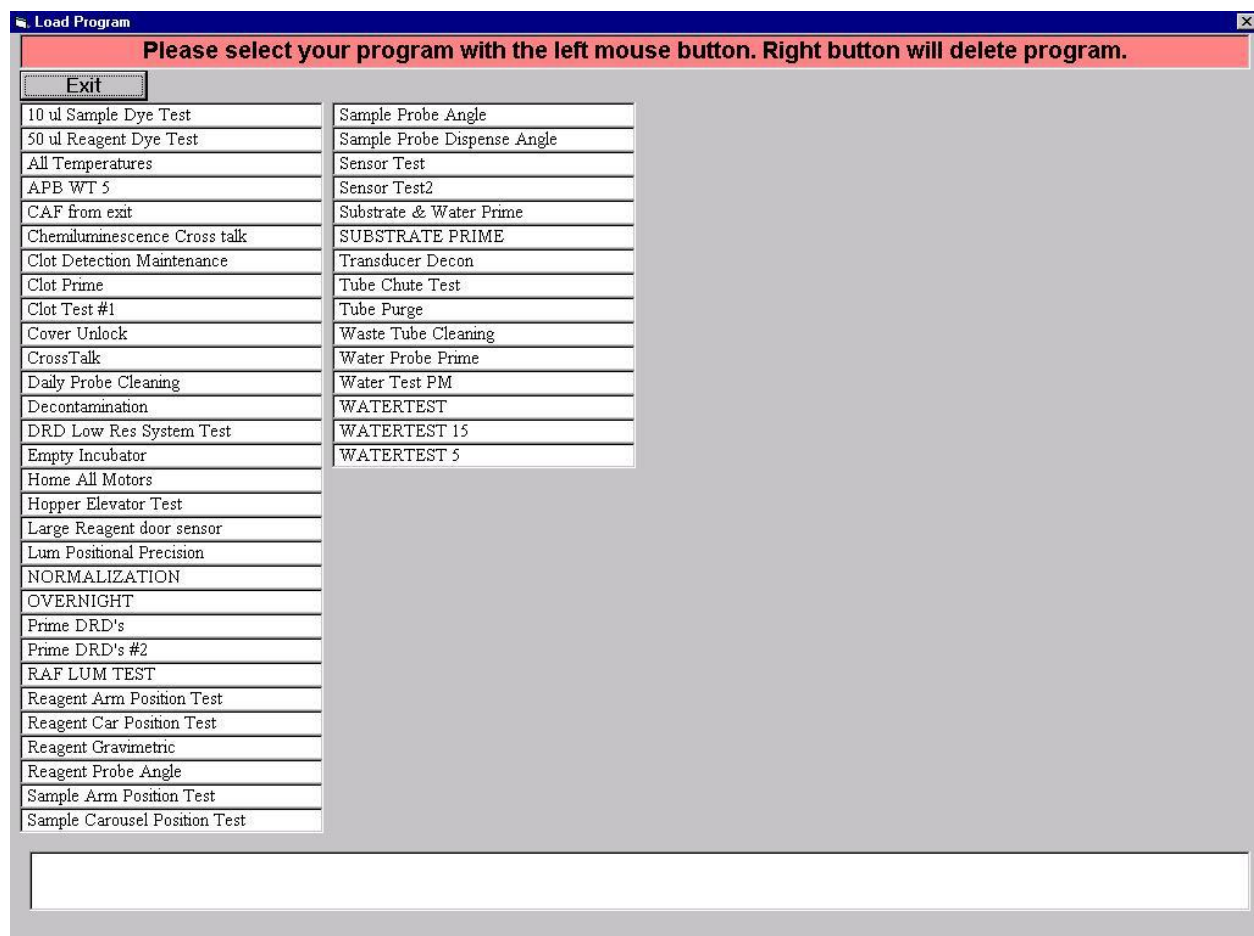 Load Program
Please select your program with the left mouse button. Right button will delete program.
Exit
10 ul Sample Dye Test
50 ul Reagent Dye Test
All Temperatures
APB WT 5
CAF from exit
Chemiluminescence Cross talk
Clot Detection Maintenance
Clot Prime
Clot Test #1
Cover Unlock
CrossTalk
Daily Probe Cleaning
Decontamination
DRD Low Res System Test
Empty Incubator
Home All Motors
Hopper Elevator Test
Large Reagent door sensor
Lum Positional Precision
NORMALIZATION
OVERNIGHT
Prime DRD's
Prime DRD's #2
RAF LUM TEST
Reagent Arm Position Test
Reagent Car Position Test
Reagent Gravimetric
Reagent Probe Angle
Sample Arm Position Test
Sample Carousel Position Test
Sample Probe Angle
Sample Probe Dispense Angle
Sensor Test
Sensor Test2
Substrate & Water Prime
SUBSTRATE PRIME
Transducer Decon
Tube Chute Test
Tube Purge
Waste Tube Cleaning
Water Probe Prime
Water Test PM
WATERTEST
WATERTEST 15
WATERTEST 5